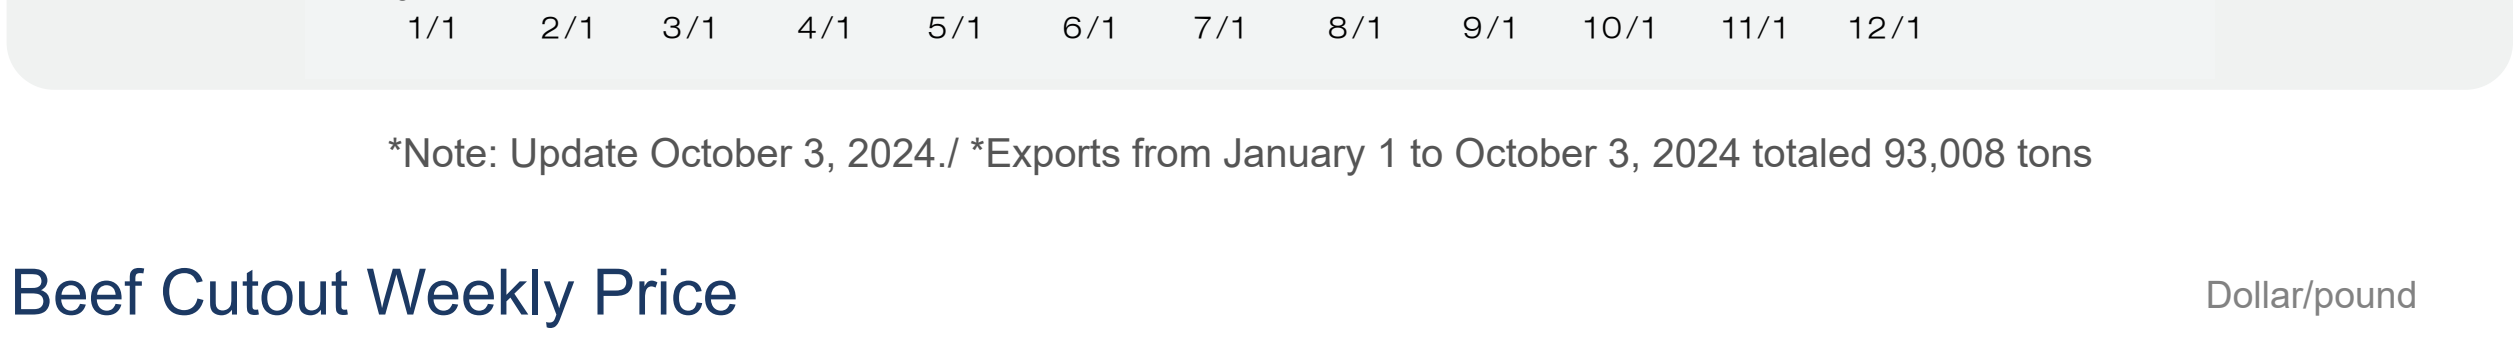 1/1 2/1 3/1 4/1 5/1 6/1 7/1 8/1 9/1 10/1 11/1 12/1
*Note: Update October 3, 2024./ *Exports from January 1 to October 3, 2024 totaled 93,008 tons
Beef Cutout Weekly Price Dollar/pound